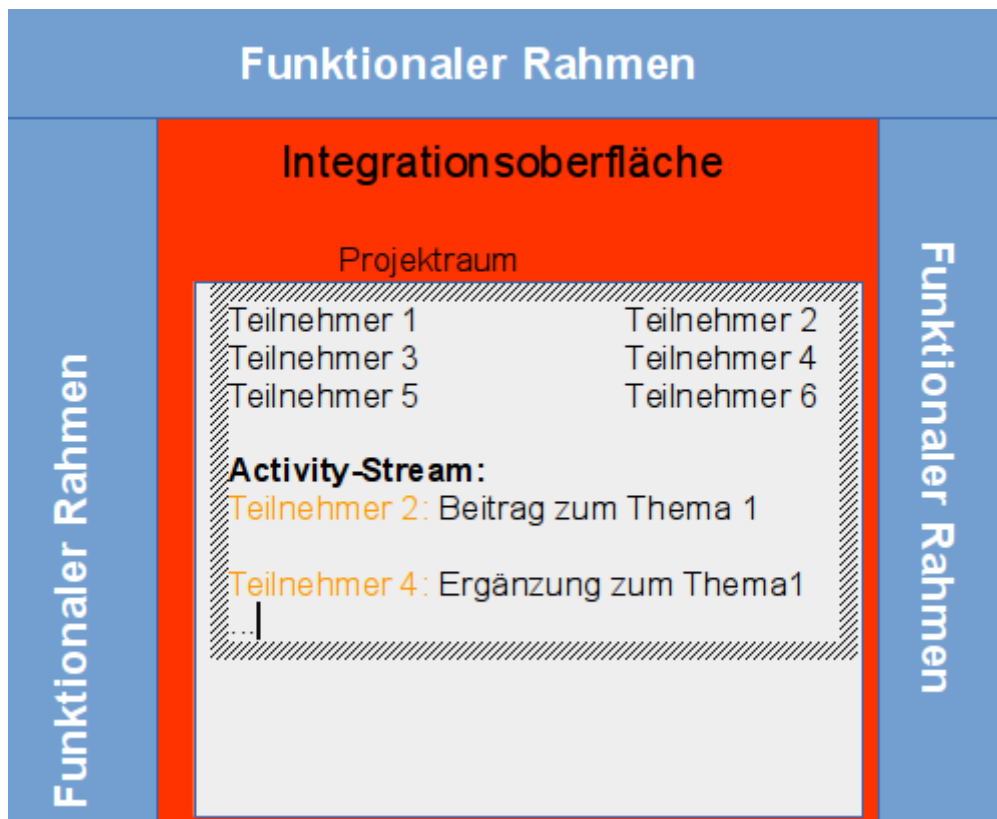 Funktionaler Rahmen
Integrationsoberfläche
Projektraum
Teilnehmer 1 Teilnehmer 2
Teilnehmer 3 Teilnehmer 4
Teilnehmer 5 Teilnehmer 6
Activity-Stream:
Teilnehmer 2: Beitrag zum Thema 1
Teilnehmer 4: Ergänzung zum Thema1
...
Funktionaler Rahmen
Funktionaler Rahmen